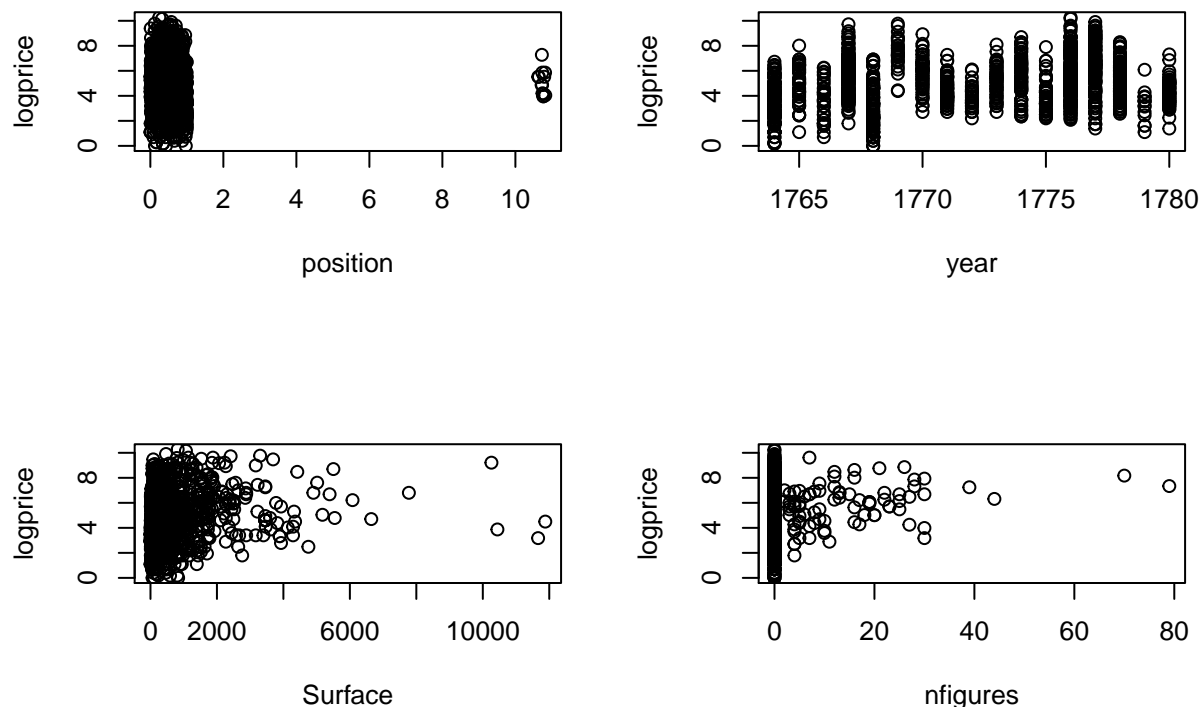 logprice
0 4 8
0 2 4 6 8 10
position
logprice
0 4 8
1765 1770 1775 1780
year
logprice
0 4 8
0 2000 6000 10000
Surface
logprice
0 4 8
0 20 40 60 80
nfigures